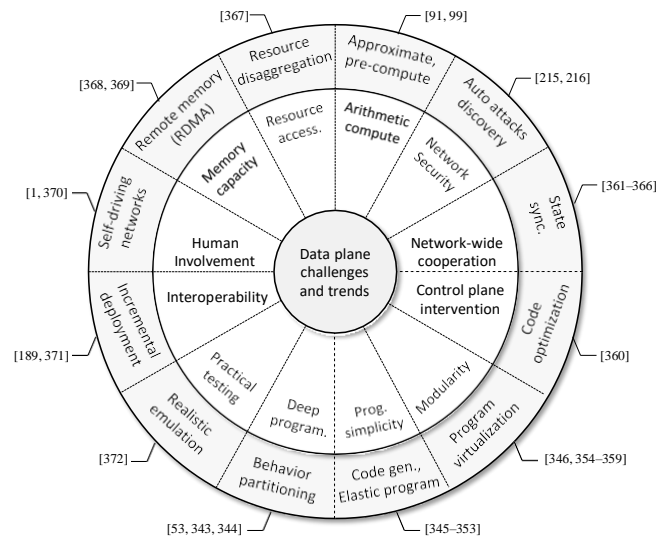 [367]
[91, 99]
[368, 369]
[215, 216]
Resource
disaggregation
Approximate,
pre-compute
Remote memory
(RDMA)
Auto attacks
discovery
Resource
access.
Arithmetic
compute
Memory
capacity
Network
Security
[1, 370]
[361–366]
Self-driving
networks
State
sync.
Human
Involvement
Data plane
challenges
and trends
Network-wide
cooperation
Interoperability
Control plane
intervention
Incremental
deployment
Code
optimization
[189, 371]
[360]
Practical
testing
Deep
program.
Prog.
simplicity
Modularity
Realistic
emulation
Behavior
partitioning
Code gen.,
Elastic program
Program
virtualization
[372]
[346, 354–359]
[53, 343, 344]
[345–353]